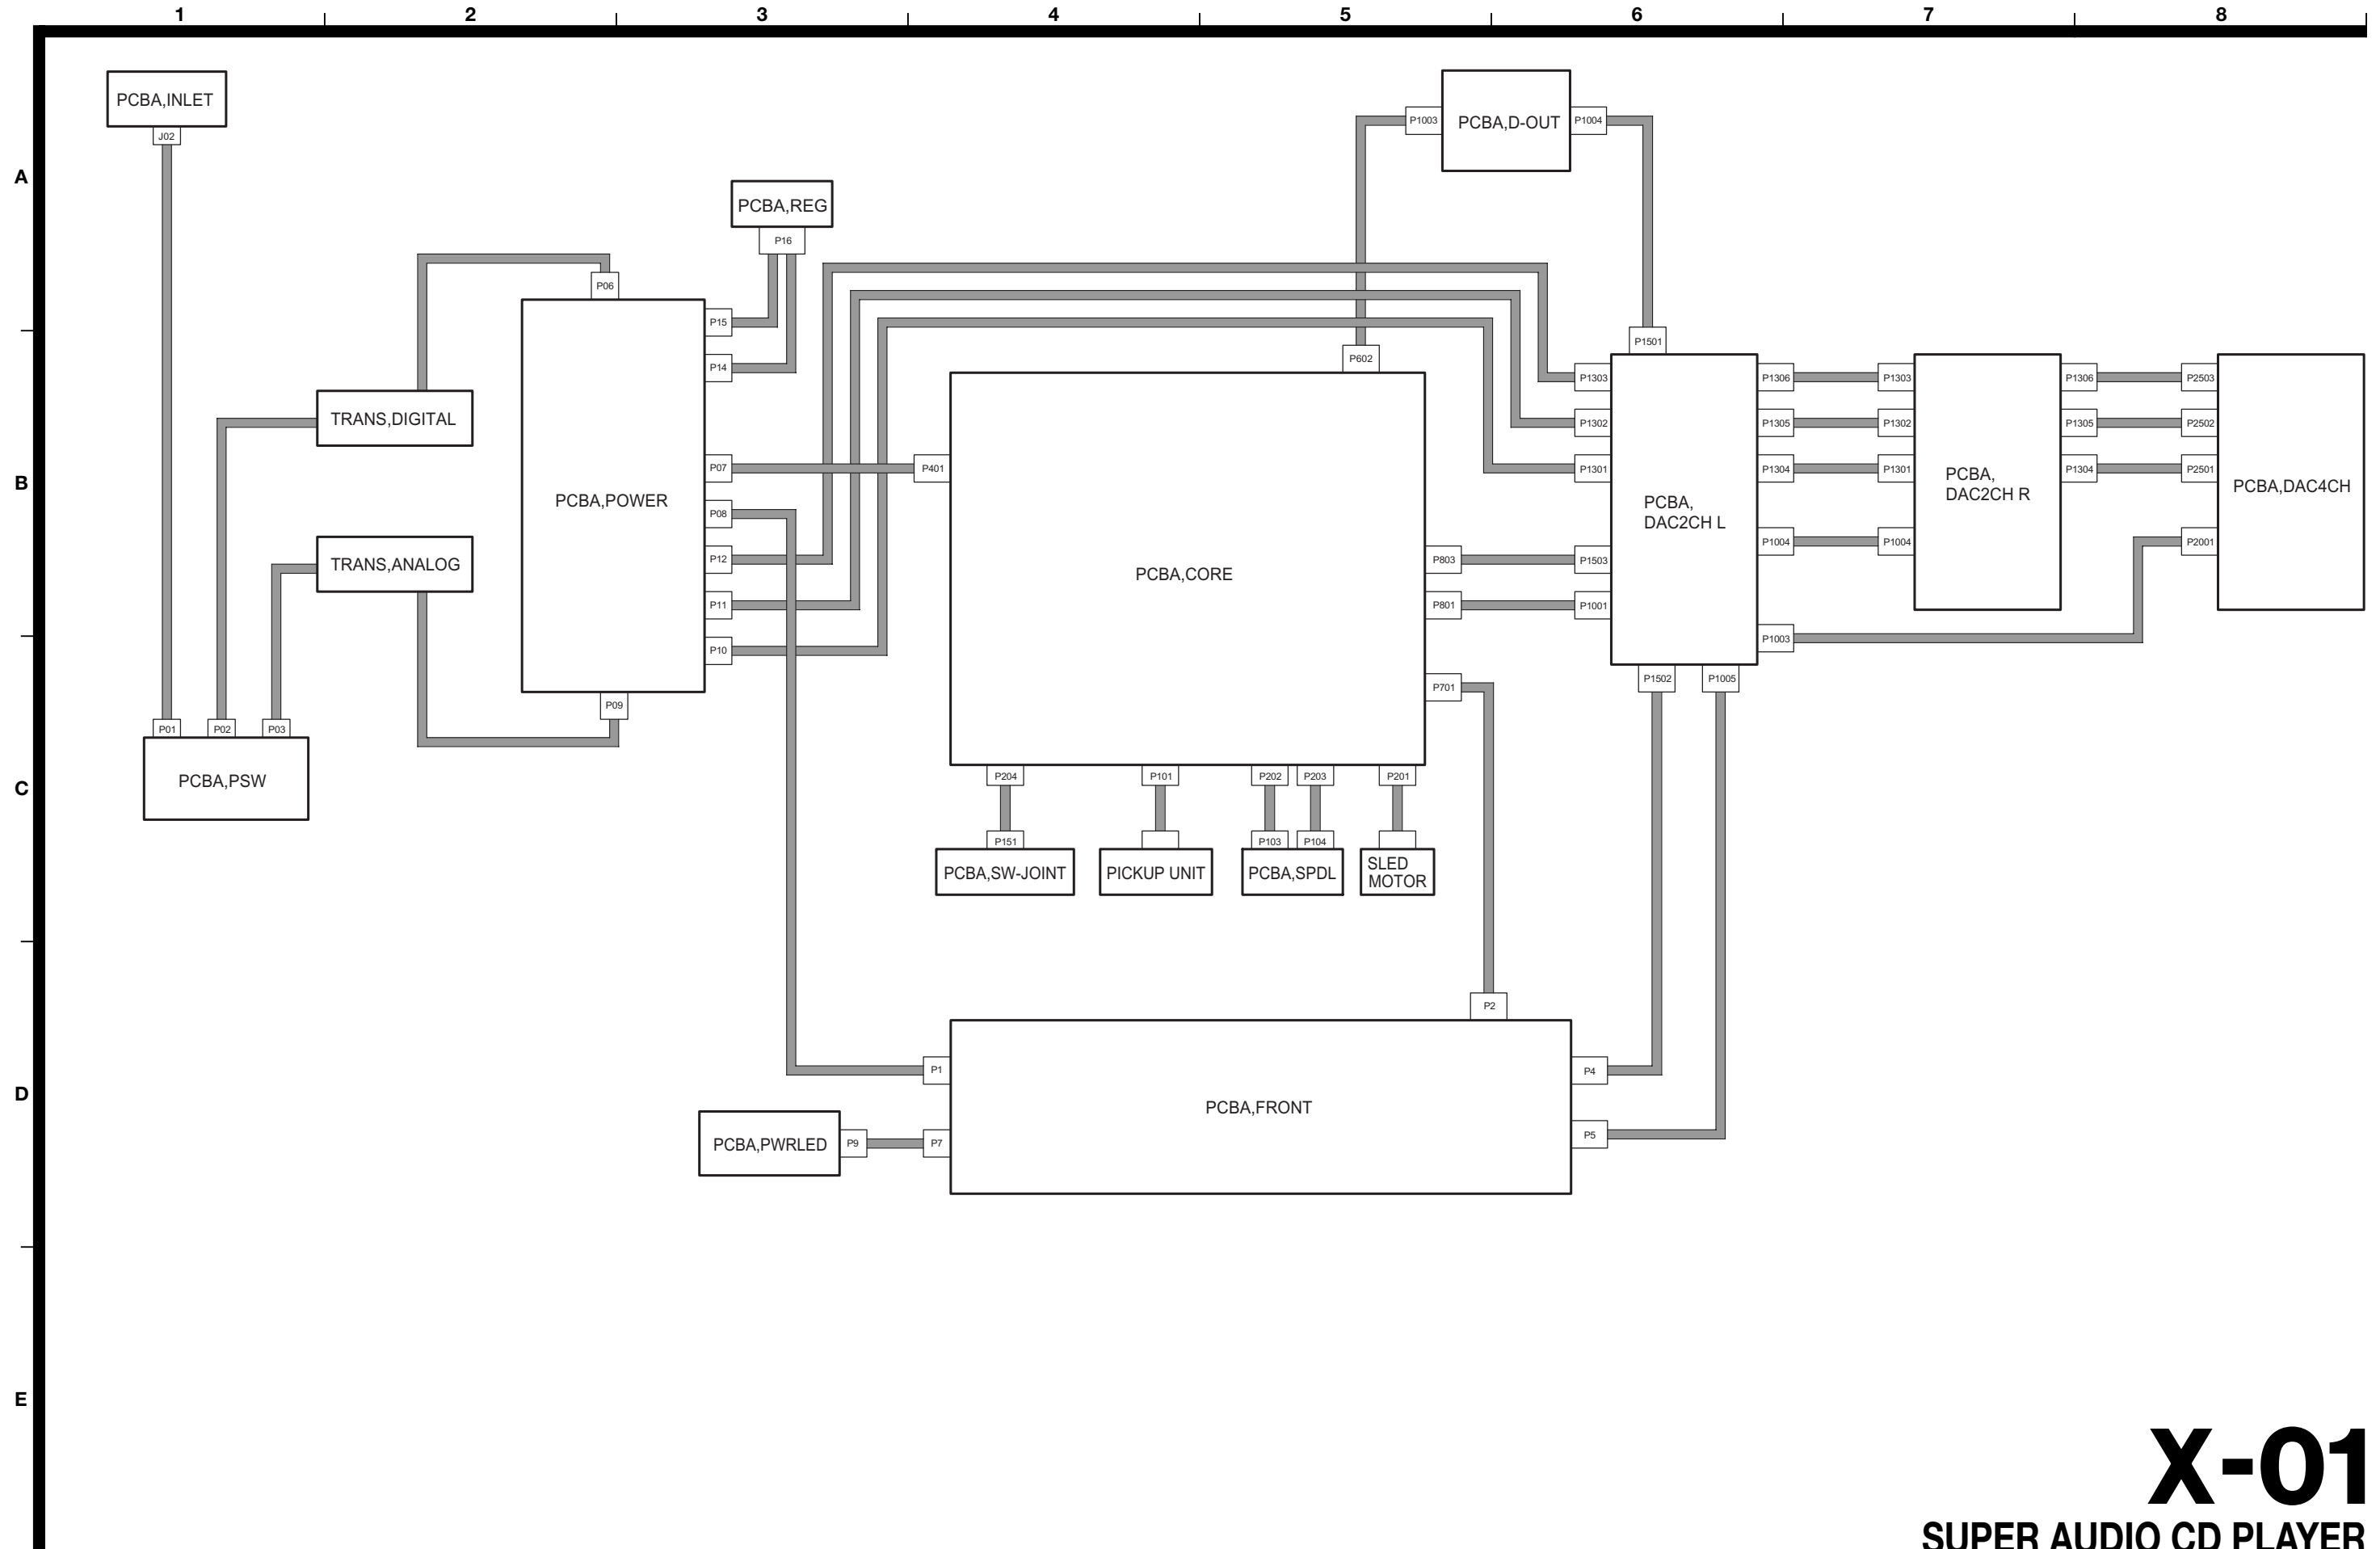 1 2 3 4 5 6 7 8
PCBA,INLET
J02
P1003
PCBA,D-OUT
P1004
A
PCBA,REG
P16
P06
P15
P14
P602
P1501
P1303
P1306
P1303
P1306
P2503
TRANS,DIGITAL
P1302
P1305
P1302
P1305
P2502
P07
P401
P1301
P1304
P1301
P1304
P2501
B
PCBA,POWER
PCBA,
DAC2CH L
PCBA,
DAC2CH R
PCBA,DAC4CH
P08
P1004
P1004
P2001
TRANS,ANALOG
P12
PCBA,CORE
P803
P1503
P11
P801
P1001
P10
P1003
P701
P1502
P1005
P09
P01
P02
P03
PCBA,PSW
C
P204
P101
P202
P203
P201
P151
P103
P104
PCBA,SW-JOINT
PICKUP UNIT
PCBA,SPDL
SLED
MOTOR
P2
P1
P4
D
PCBA,FRONT
P5
PCBA,PWRLED
P9
P7
E
X-01
SUPER AUDIO CD PLAYER